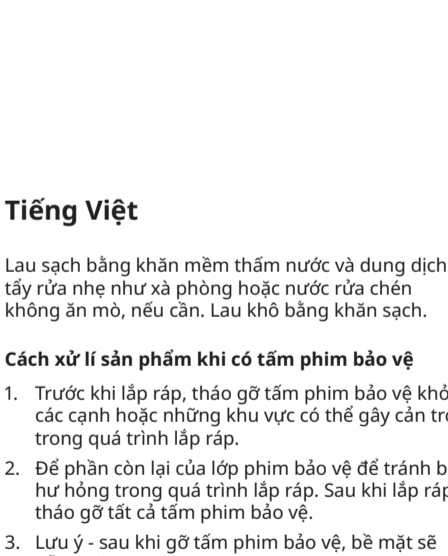 Tiếng Việt
Lau sạch bằng khăn mềm thấm nước và dung dịch
tẩy rửa nhẹ như xà phòng hoặc nước rửa chén
không ăn mò, nếu cần. Lau khô bằng khăn sạch.
Cách xử lí sản phẩm khi có tấm phim bảo vệ
1. Trước khi lắp ráp, tháo gỡ tấm phim bảo vệ
các cạnh hoặc những khu vực có thể gây cản
trong quá trình lắp ráp.
2. Để phần còn lại của lớp phim bảo vệ để tránh
hư hỏng trong quá trình lắp ráp. Sau khi lắp ráp
tháo gỡ tất cả tấm phim bảo vệ.
3. Lưu ý - sau khi gỡ tấm phim bảo vệ, bề mặt sẽ